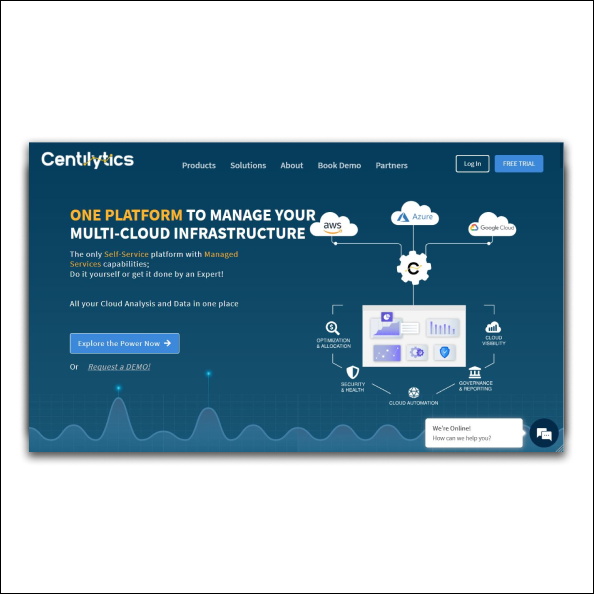 Centilytics
Products Solutions About Book Demo Partners
Log In FREE TRIAL
ONE PLATFORM TO MANAGE YOUR
MULTI-CLOUD INFRASTRUCTURE
The only Self-Service platform with Managed
Services capabilities;
Do it yourself or get it done by an Expert!
All your Cloud Analysis and Data in one place
Explore the Power Now
Or Request a DEMO!
aws
Azure
Google Cloud
C
OPTIMIZATION
& ALLOCATION
CLOUD
VISIBILITY
SECURITY
& HEALTH
GOVERNANCE
& REPORTING
CLOUD AUTOMATION
We're Online!
How can we help you?